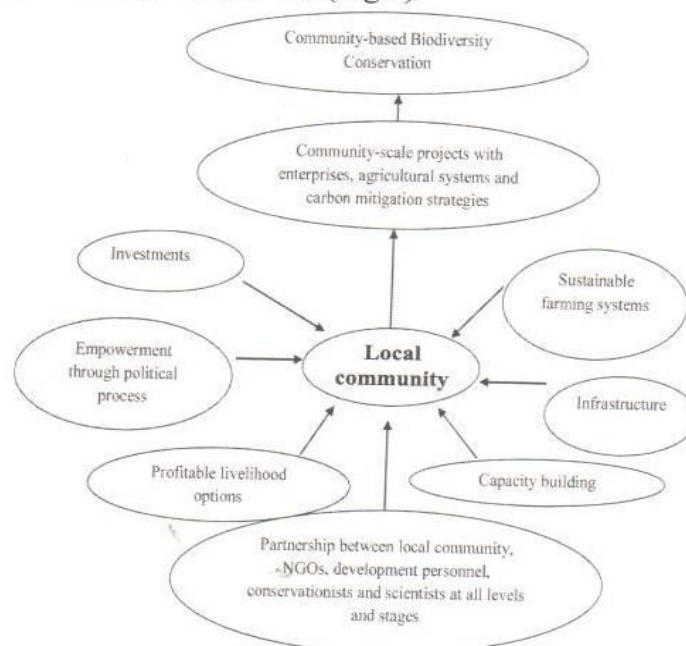 Community-based Biodiversity
Conservation
Community-scale projects with
enterprises, agricultural systems and
carbon mitigation strategies
Investments
Sustainable
farming systems
Empowerment
through political
process
Local
community
Infrastructure
Profitable livelihood
options
Capacity building
Partnership between local community,
NGOs, development personnel,
conservationists and scientists at all levels
and stages